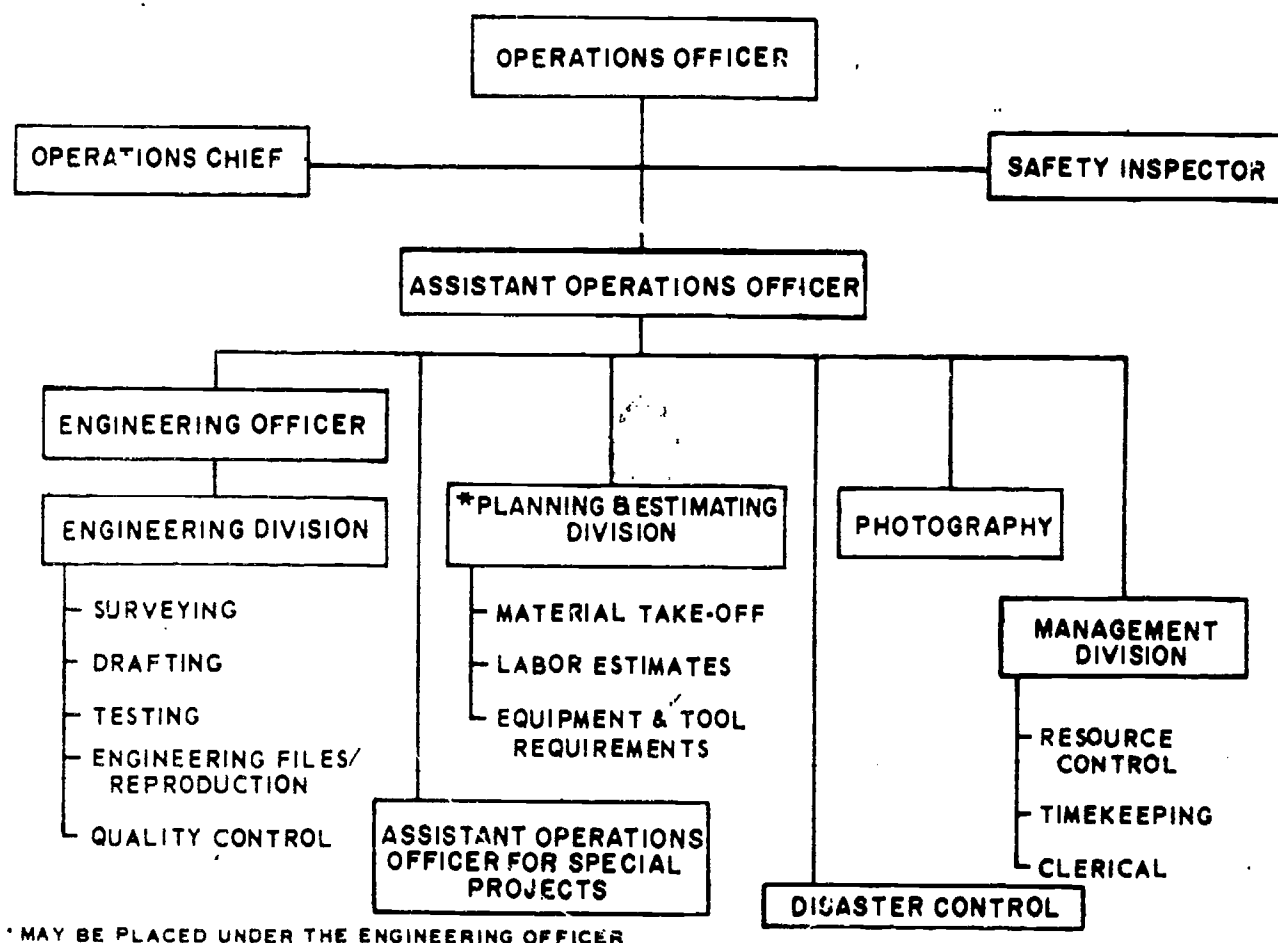 OPERATIONS OFFICER
OPERATIONS CHIEF
SAFETY INSPECTOR
ASSISTANT OPERATIONS OFFICER
ENGINEERING OFFICER
ENGINEERING DIVISION
SURVEYING
DRAFTING
TESTING
ENGINEERING FILES/
REPRODUCTION
QUALITY CONTROL
ASSISTANT OPERATIONS
OFFICER FOR SPECIAL
PROJECTS
*PLANNING & ESTIMATING
DIVISION
MATERIAL TAKE-OFF
LABOR ESTIMATES
EQUIPMENT & TOOL
REQUIREMENTS
DISASTER CONTROL
PHOTOGRAPHY
MANAGEMENT
DIVISION
RESOURCE
CONTROL
TIMEKEEPING
CLERICAL
*MAY BE PLACED UNDER THE ENGINEERING OFFICER